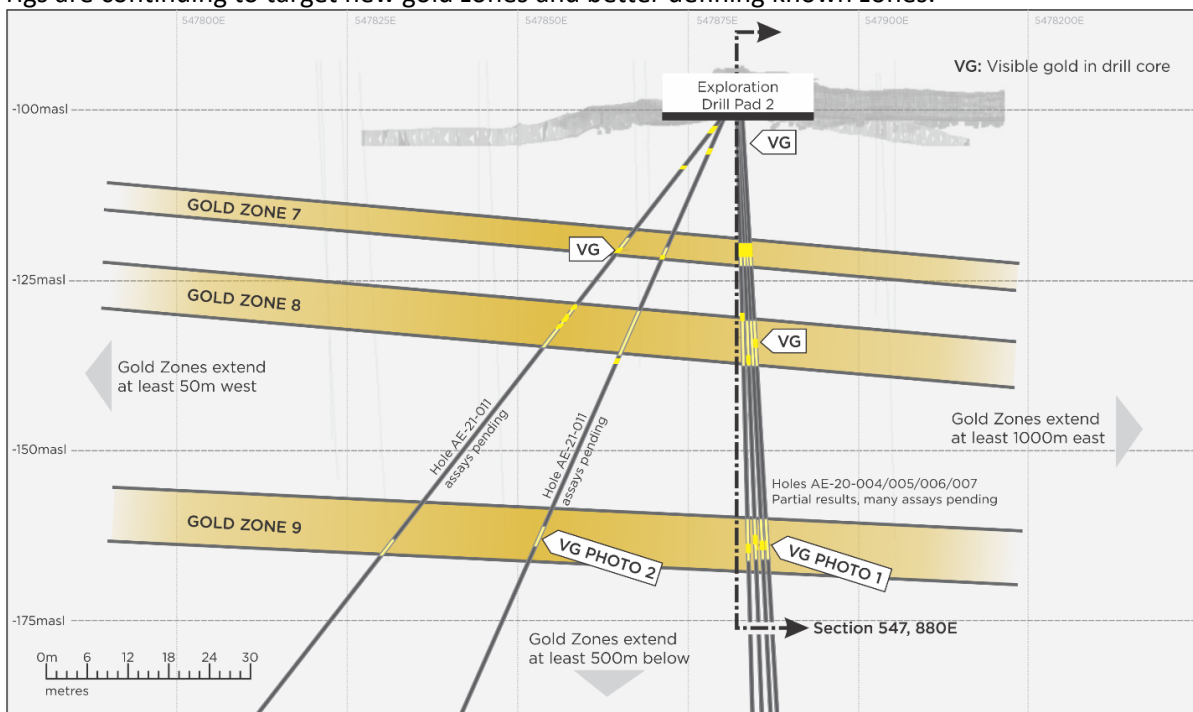 rigs are continuing to target new gold zones and better defining known zones.
547800E
547825E
547850E
547875E
547900E
5478200E
VG: Visible gold in drill core
Exploration
Drill Pad 2
-100masl
VG
GOLD ZONE 7
VG
-125masl
GOLD ZONE 8
VG
Gold Zones extend
at least 50m west
Hole AE-21-011
assays pending
Hole AE-21-011
assays pending
Gold Zones extend
at least 1000m east
-150masl
Holes AE-20-004/005/006/007
Partial results, many assays pending
GOLD ZONE 9
VG PHOTO 2
VG PHOTO 1
-175masl
Section 547, 880E
Gold Zones extend
at least 500m below
0m 6 12 18 24 30
metres